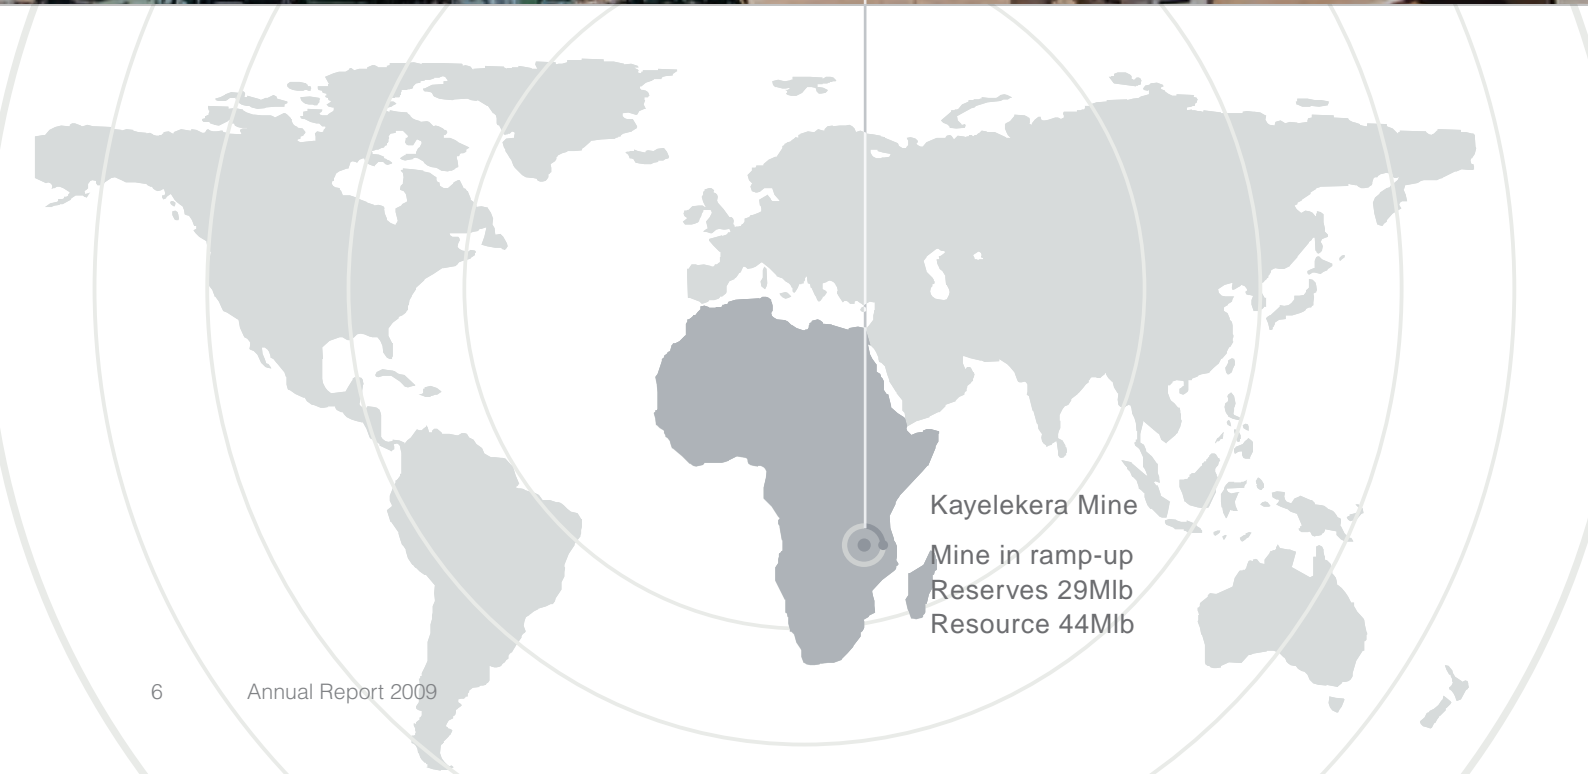 Kayelekera Mine
Mine in ramp-up
Reserves 29Mlb
Resource 44Mlb
6 Annual Report 2009